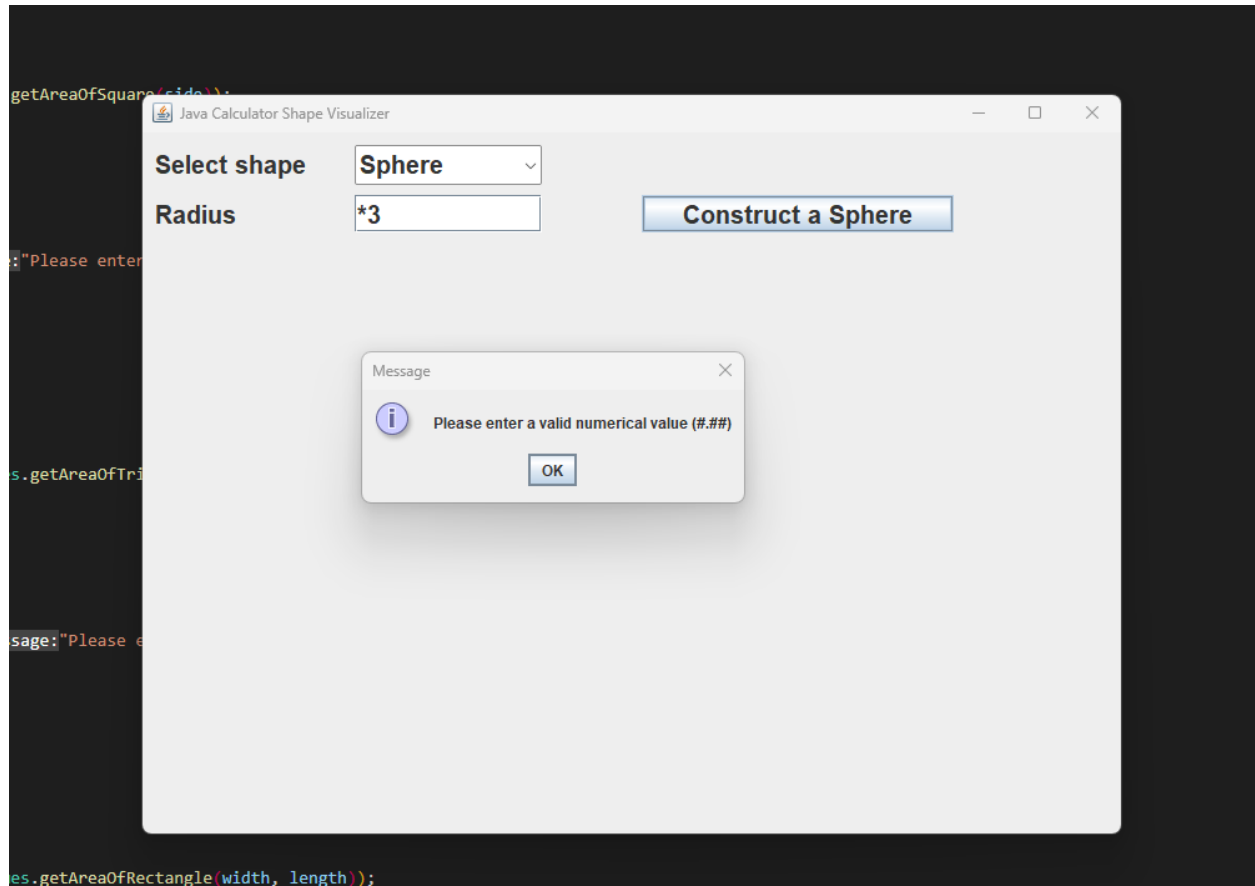 getAreaOfSquare(side));
Java Calculator Shape Visualizer
Select shape
Sphere
Radius
*3
Construct a Sphere
:"Please enter
Message
Please enter a valid numerical value (#.##)
OK
s.getAreaOfTri
ssage:"Please e
es.getAreaOfRectangle(width, length));